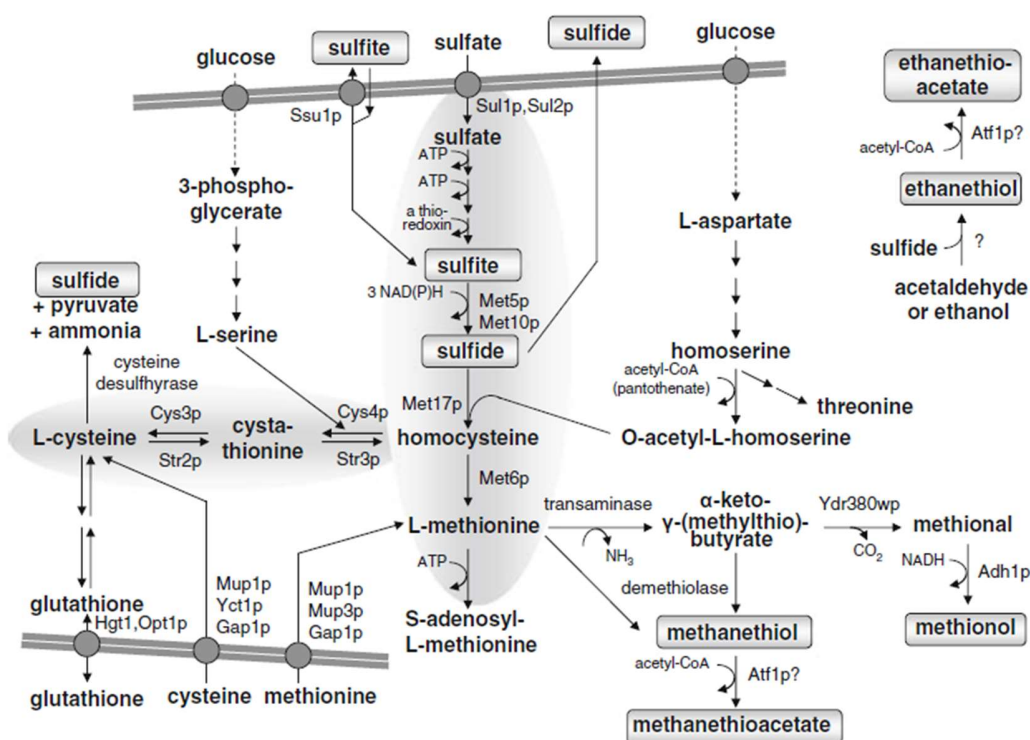 glucose
sulfite
sulfate
sulfide
glucose
ethanethio-
acetate
Ssu1p
Sul1p,Sul2p
sulfate
acetyl-CoA
Atf1p?
ATP
ATP
3-phospho-
glycerate
a thio-
redoxin
ethanethiol
L-aspartate
sulfide
?
sulfite
acetaldehyde
or ethanol
sulfide
+ pyruvate
+ ammonia
3 NAD(P)H
Met5p
Met10p
L-serine
sulfide
homoserine
cysteine
desulfhyrase
acetyl-CoA
(pantothenate)
threonine
Cys3p
Cys4p
Met17p
L-cysteine
cysta-
thionine
homocysteine
O-acetyl-L-homoserine
Str2p
Str3p
Met6p
L-methionine
transaminase
NH3
α-keto-
γ-(methylthio)-
butyrate
Ydr380wp
CO2
methional
ATP
NADH
Adh1p
demethiolase
glutathione
Hgt1,Opt1p
Mup1p
Yct1p
Gap1p
Mup1p
Mup3p
Gap1p
S-adenosyl-
L-methionine
methanethiol
methionol
acetyl-CoA
Atf1p?
glutathione
cysteine
methionine
methanethioacetate